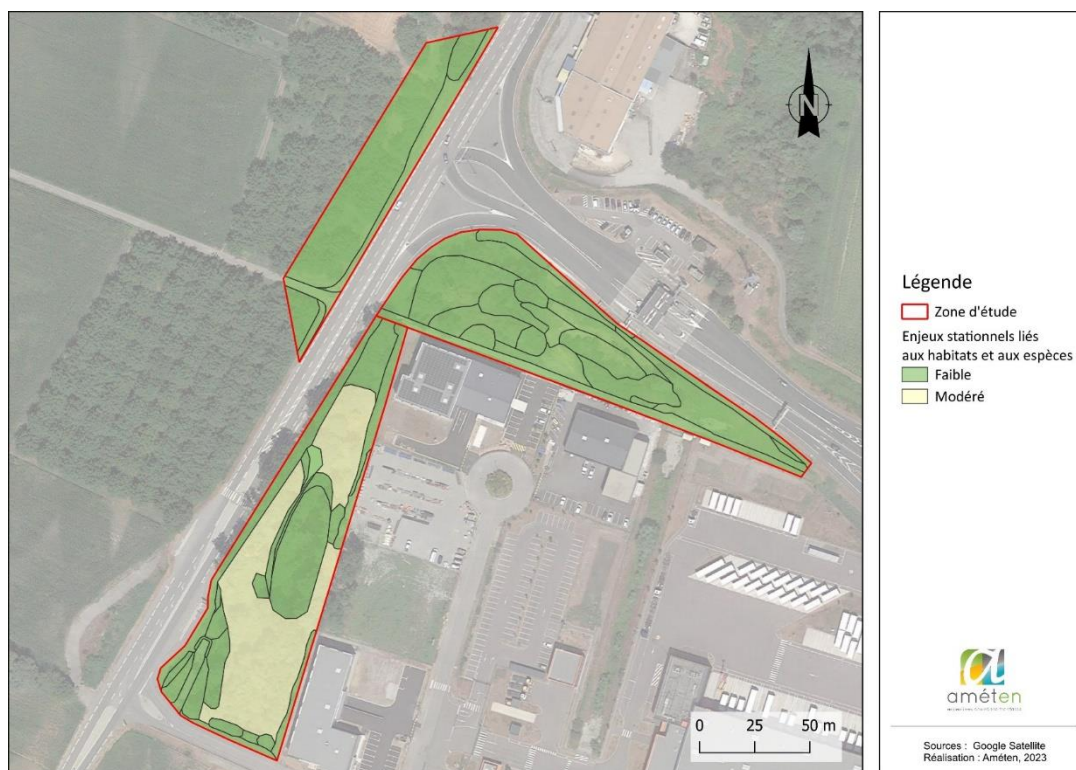 N
Légende
Zone d'étude
Enjeux stationnels liés
aux habitats et aux espèces
Faible
Modéré
0 25 50 m
améten
Sources : Google Satellite
Réalisation : Améten, 2023